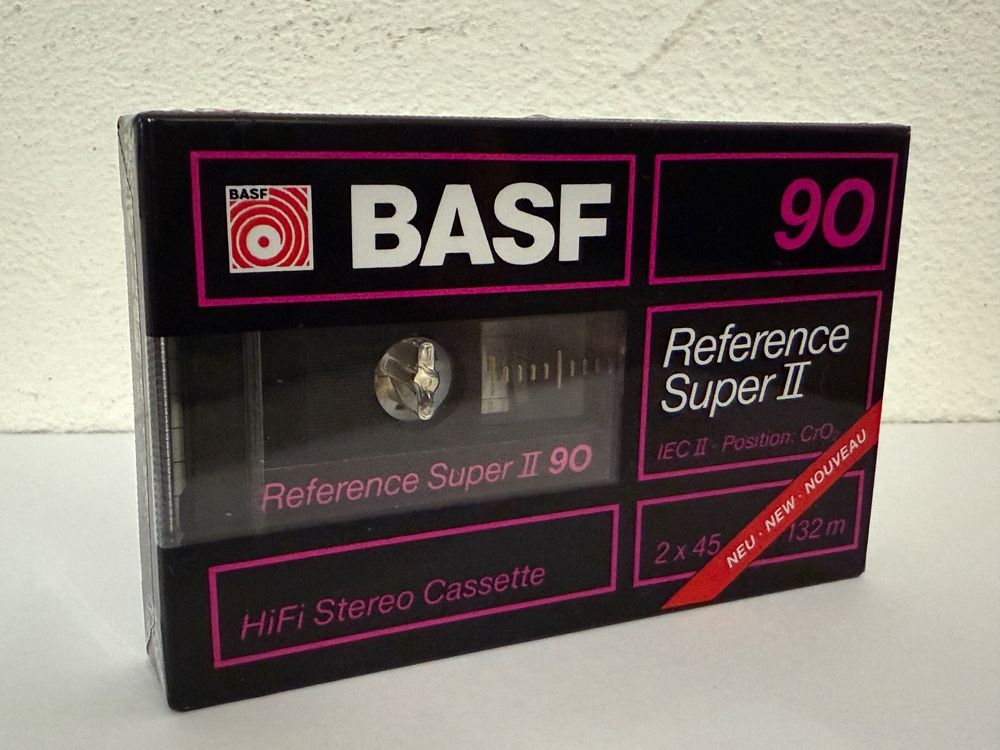 BASF
BASF
90
Reference
Super II
IEC II · Position: CrO₂
Reference Super II 90
NEU · NEW · NOUVEAU
2 x 45
132 m
HiFi Stereo Cassette